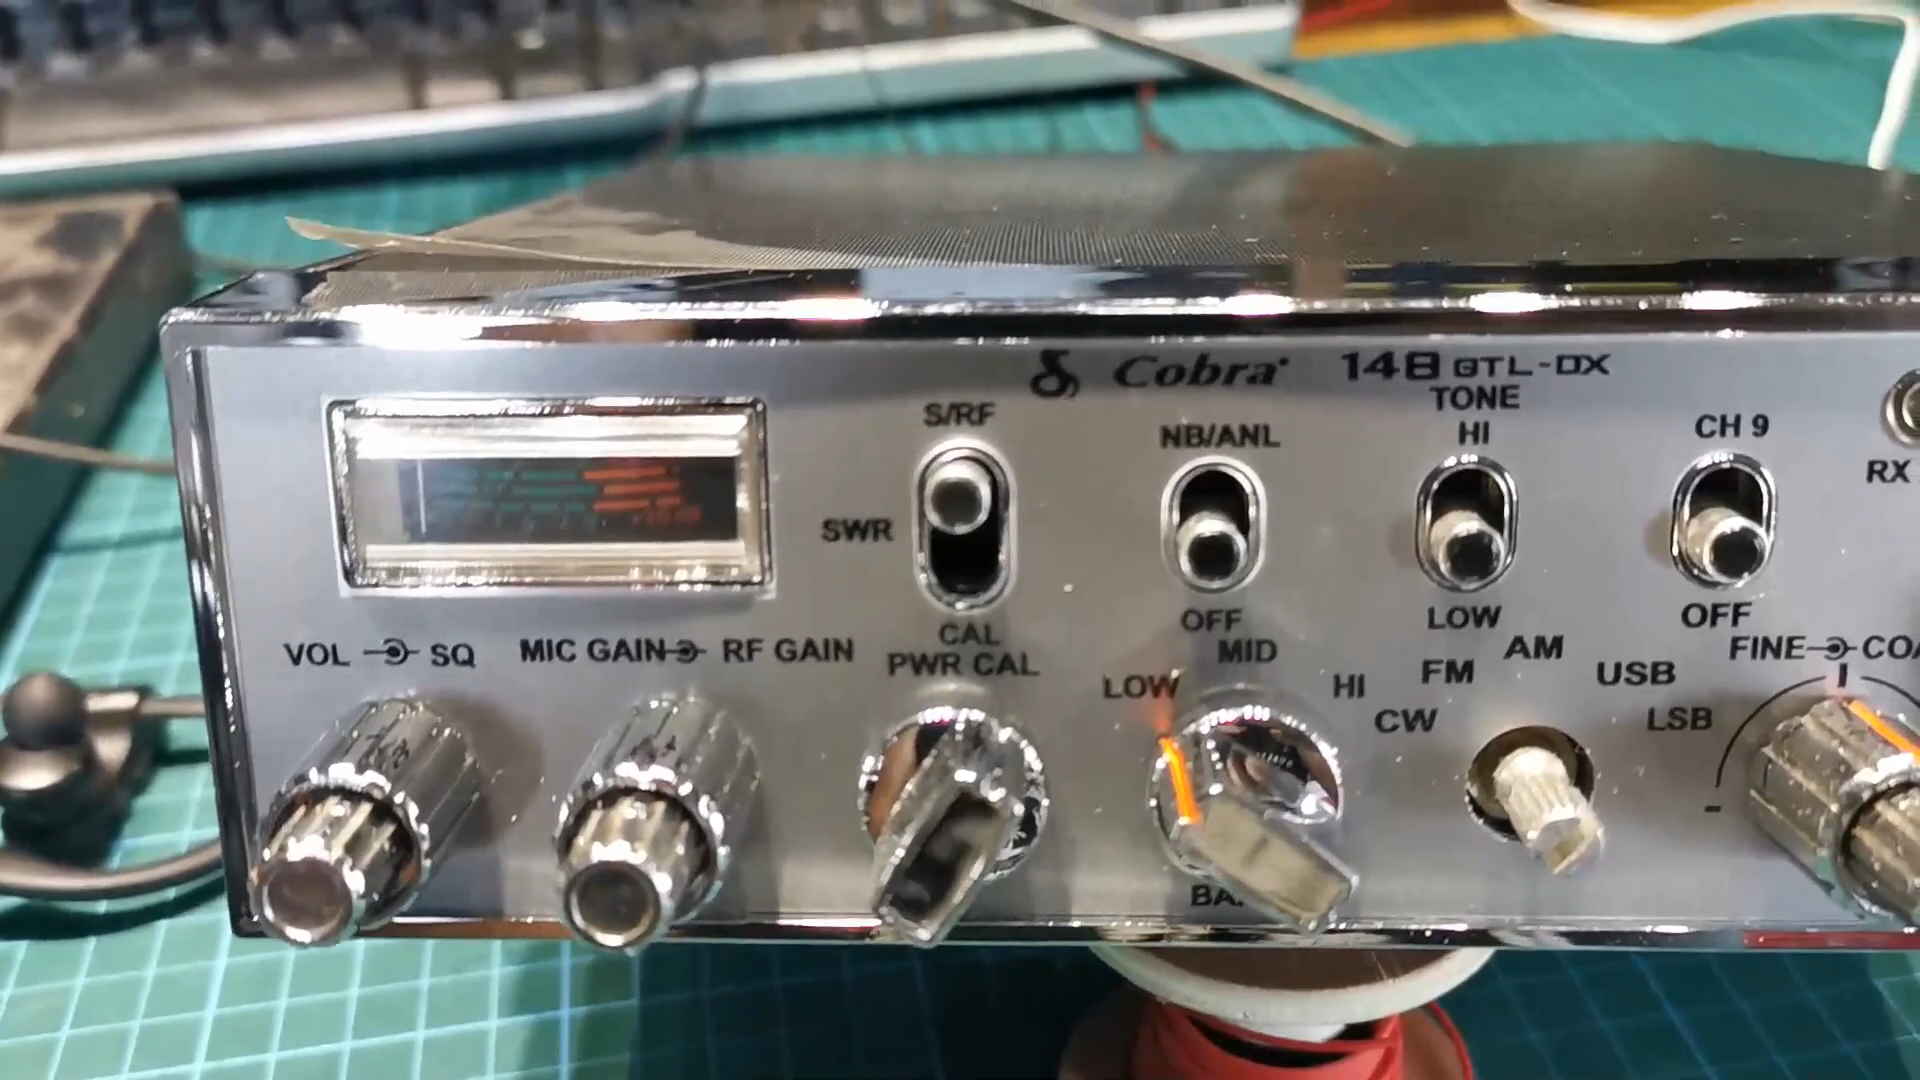 Cobra 148 GTL-DX
S/RF
SWR
CAL
NB/ANL
OFF
TONE
HI
LOW
CH 9
OFF
RX
VOL SQ
MIC GAIN RF GAIN
PWR CAL
LOW
MID
HI
CW
FM
AM
USB
LSB
FINE
-